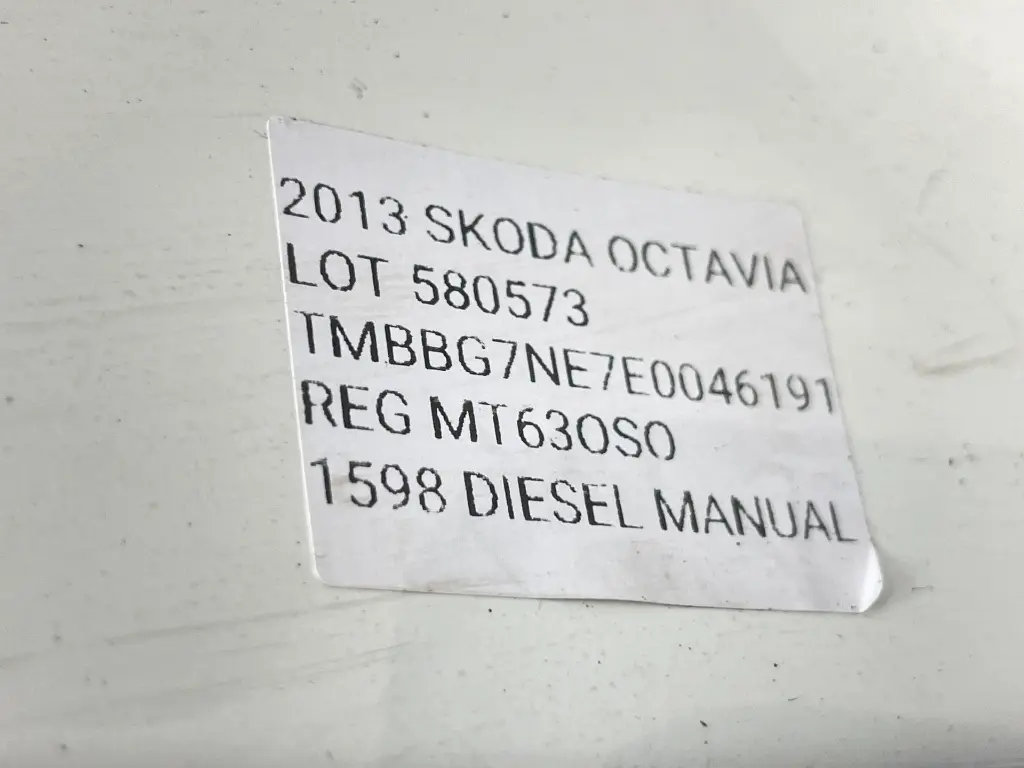 2013 SKODA OCTAVIA
LOT 580573
TMBBG7NE7E0046191
REG MT63OSO
1598 DIESEL MANUAL